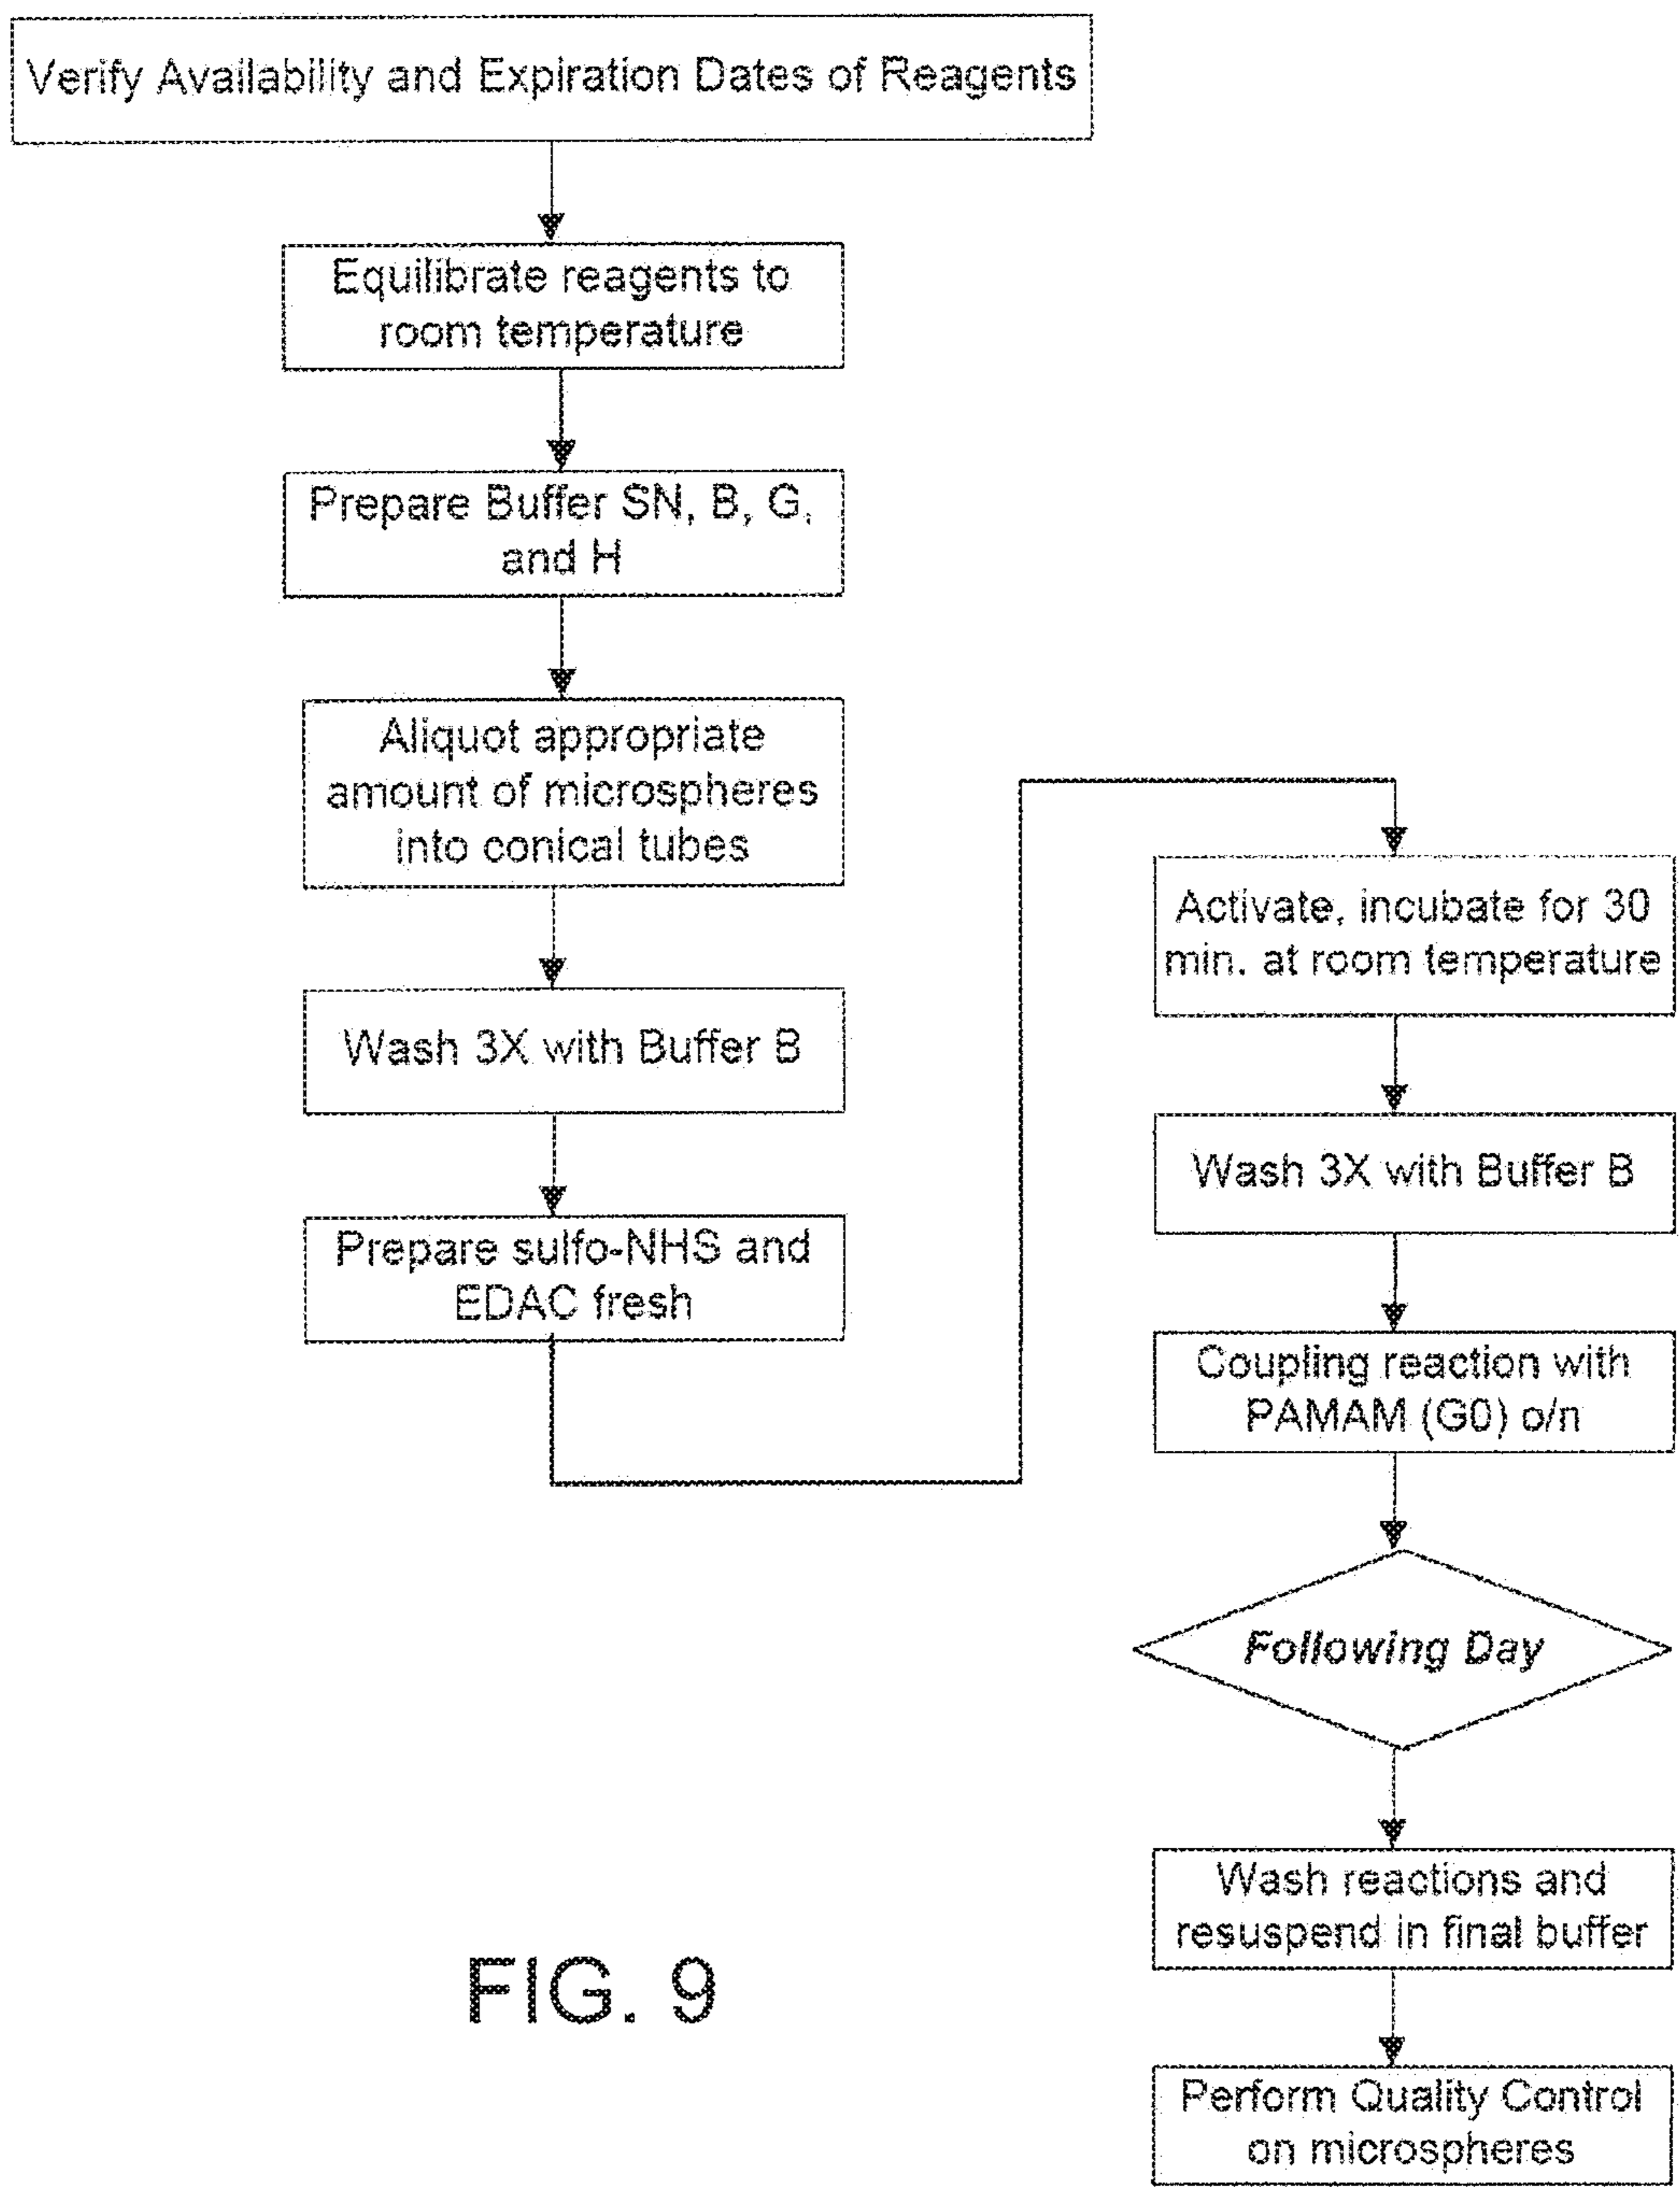 Verify Availability and Expiration Dates of Reagents
Equilibrate reagents to
room temperature
Prepare Buffer SN, B, G,
and H
Aliquot appropriate
amount of microspheres
into conical tubes
Wash 3X with Buffer B
Prepare sulfo-NHS and
EDAC fresh
Activate, incubate for 30
min. at room temperature
Wash 3X with Buffer B
Coupling reaction with
PAMAM (G0) o/n
Following Day
Wash reactions and
resuspend in final buffer
Perform Quality Control
on microspheres
FIG. 9